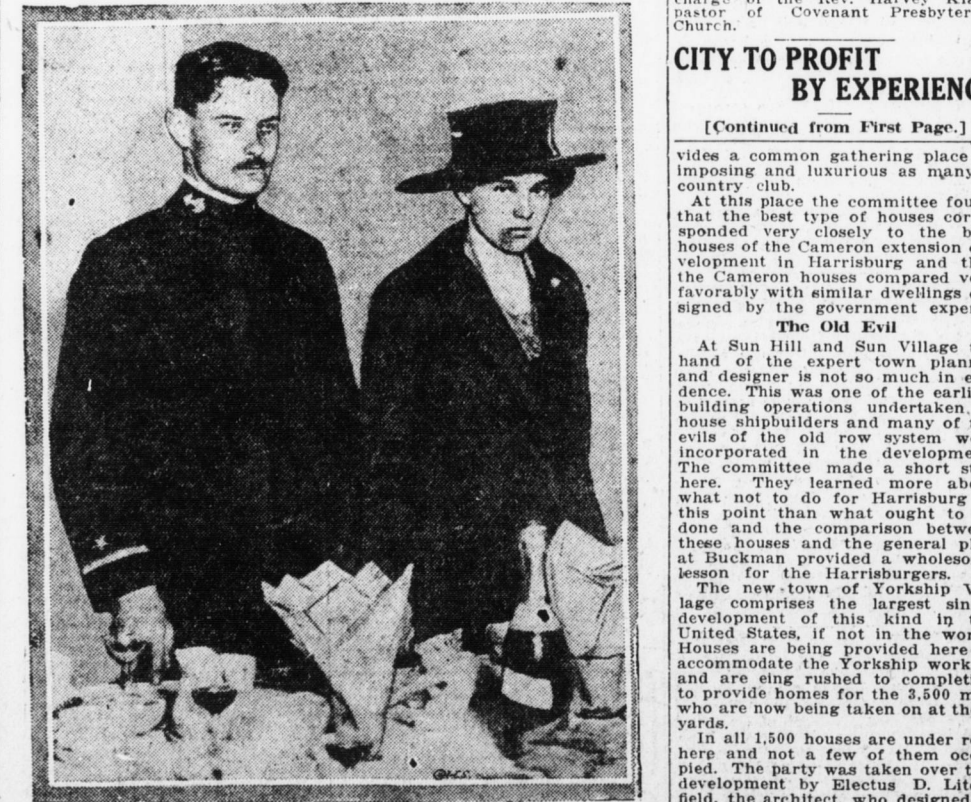 pastor of Covenant Presbyter
Church.
CITY TO PROFIT
BY EXPERIENC
[Continued from First Page.]
vides a common gathering place
imposing and luxurious as many
country club.
At this place the committee fou
that the best type of houses cor
sponded very closely to the b
houses of the Cameron extension
velopment in Harrisburg and th
the Cameron houses compared ve
favorably with similar dwellings
signed by the government exper
The Old Evil
At Sun Hill and Sun Village
hand of the expert town plann
and designer is not so much in e
dence. This was one of the earli
building operations undertaken
house shipbuilders and many of
evils of the old row system we
incorporated in the developme
The committee made a short st
here. They learned more abo
what not to do for Harrisburg
this point than what ought to
done and the comparison betwe
these houses and the general pl
at Buckman provided a wholeso
lesson for the Harrisburgers.
The new town of Yorkship V
lage comprises the largest sin
development of this kind in t
United States, if not in the wor
Houses are being provided here
accommodate the Yorkship work
and are eing rushed to completi
to provide homes for the 3,500 m
who are now being taken on at th
yards.
In all 1,500 houses are under r
here and not a few of them occ
pied. The party was taken over t
development by Electus D. Lit
field, the architect, who designed